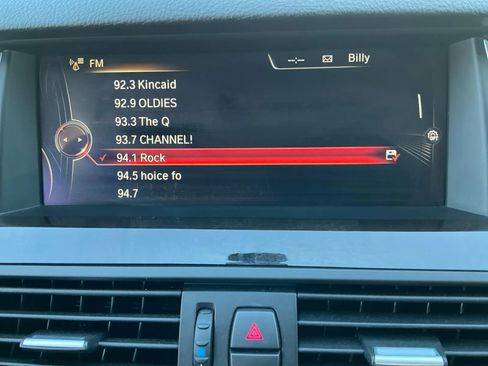 FM
--:-- Billy
92.3 Kincaid
92.9 OLDIES
93.3 The Q
93.7 CHANNEL!
94.1 Rock
94.5 hoice fo
94.7